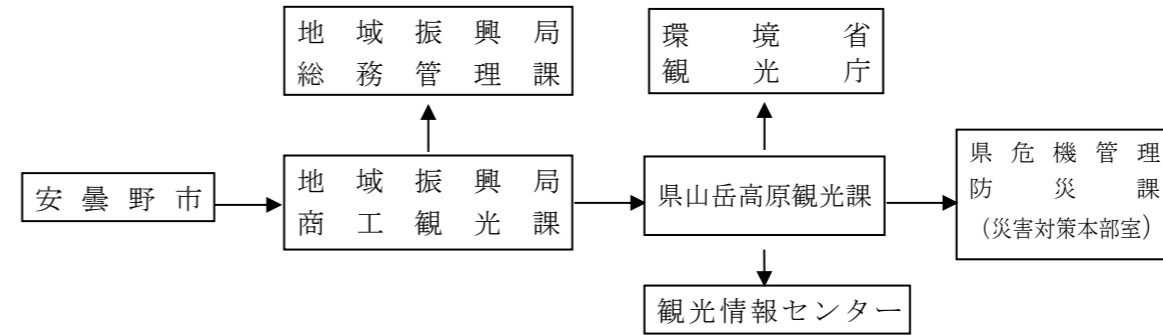 地域振興局
総務管理課
環境省
観光庁
安曇野市
地域振興局
商工観光課
県山岳高原観光課
県危機管理
防災課
（災害対策本部室）
観光情報センター